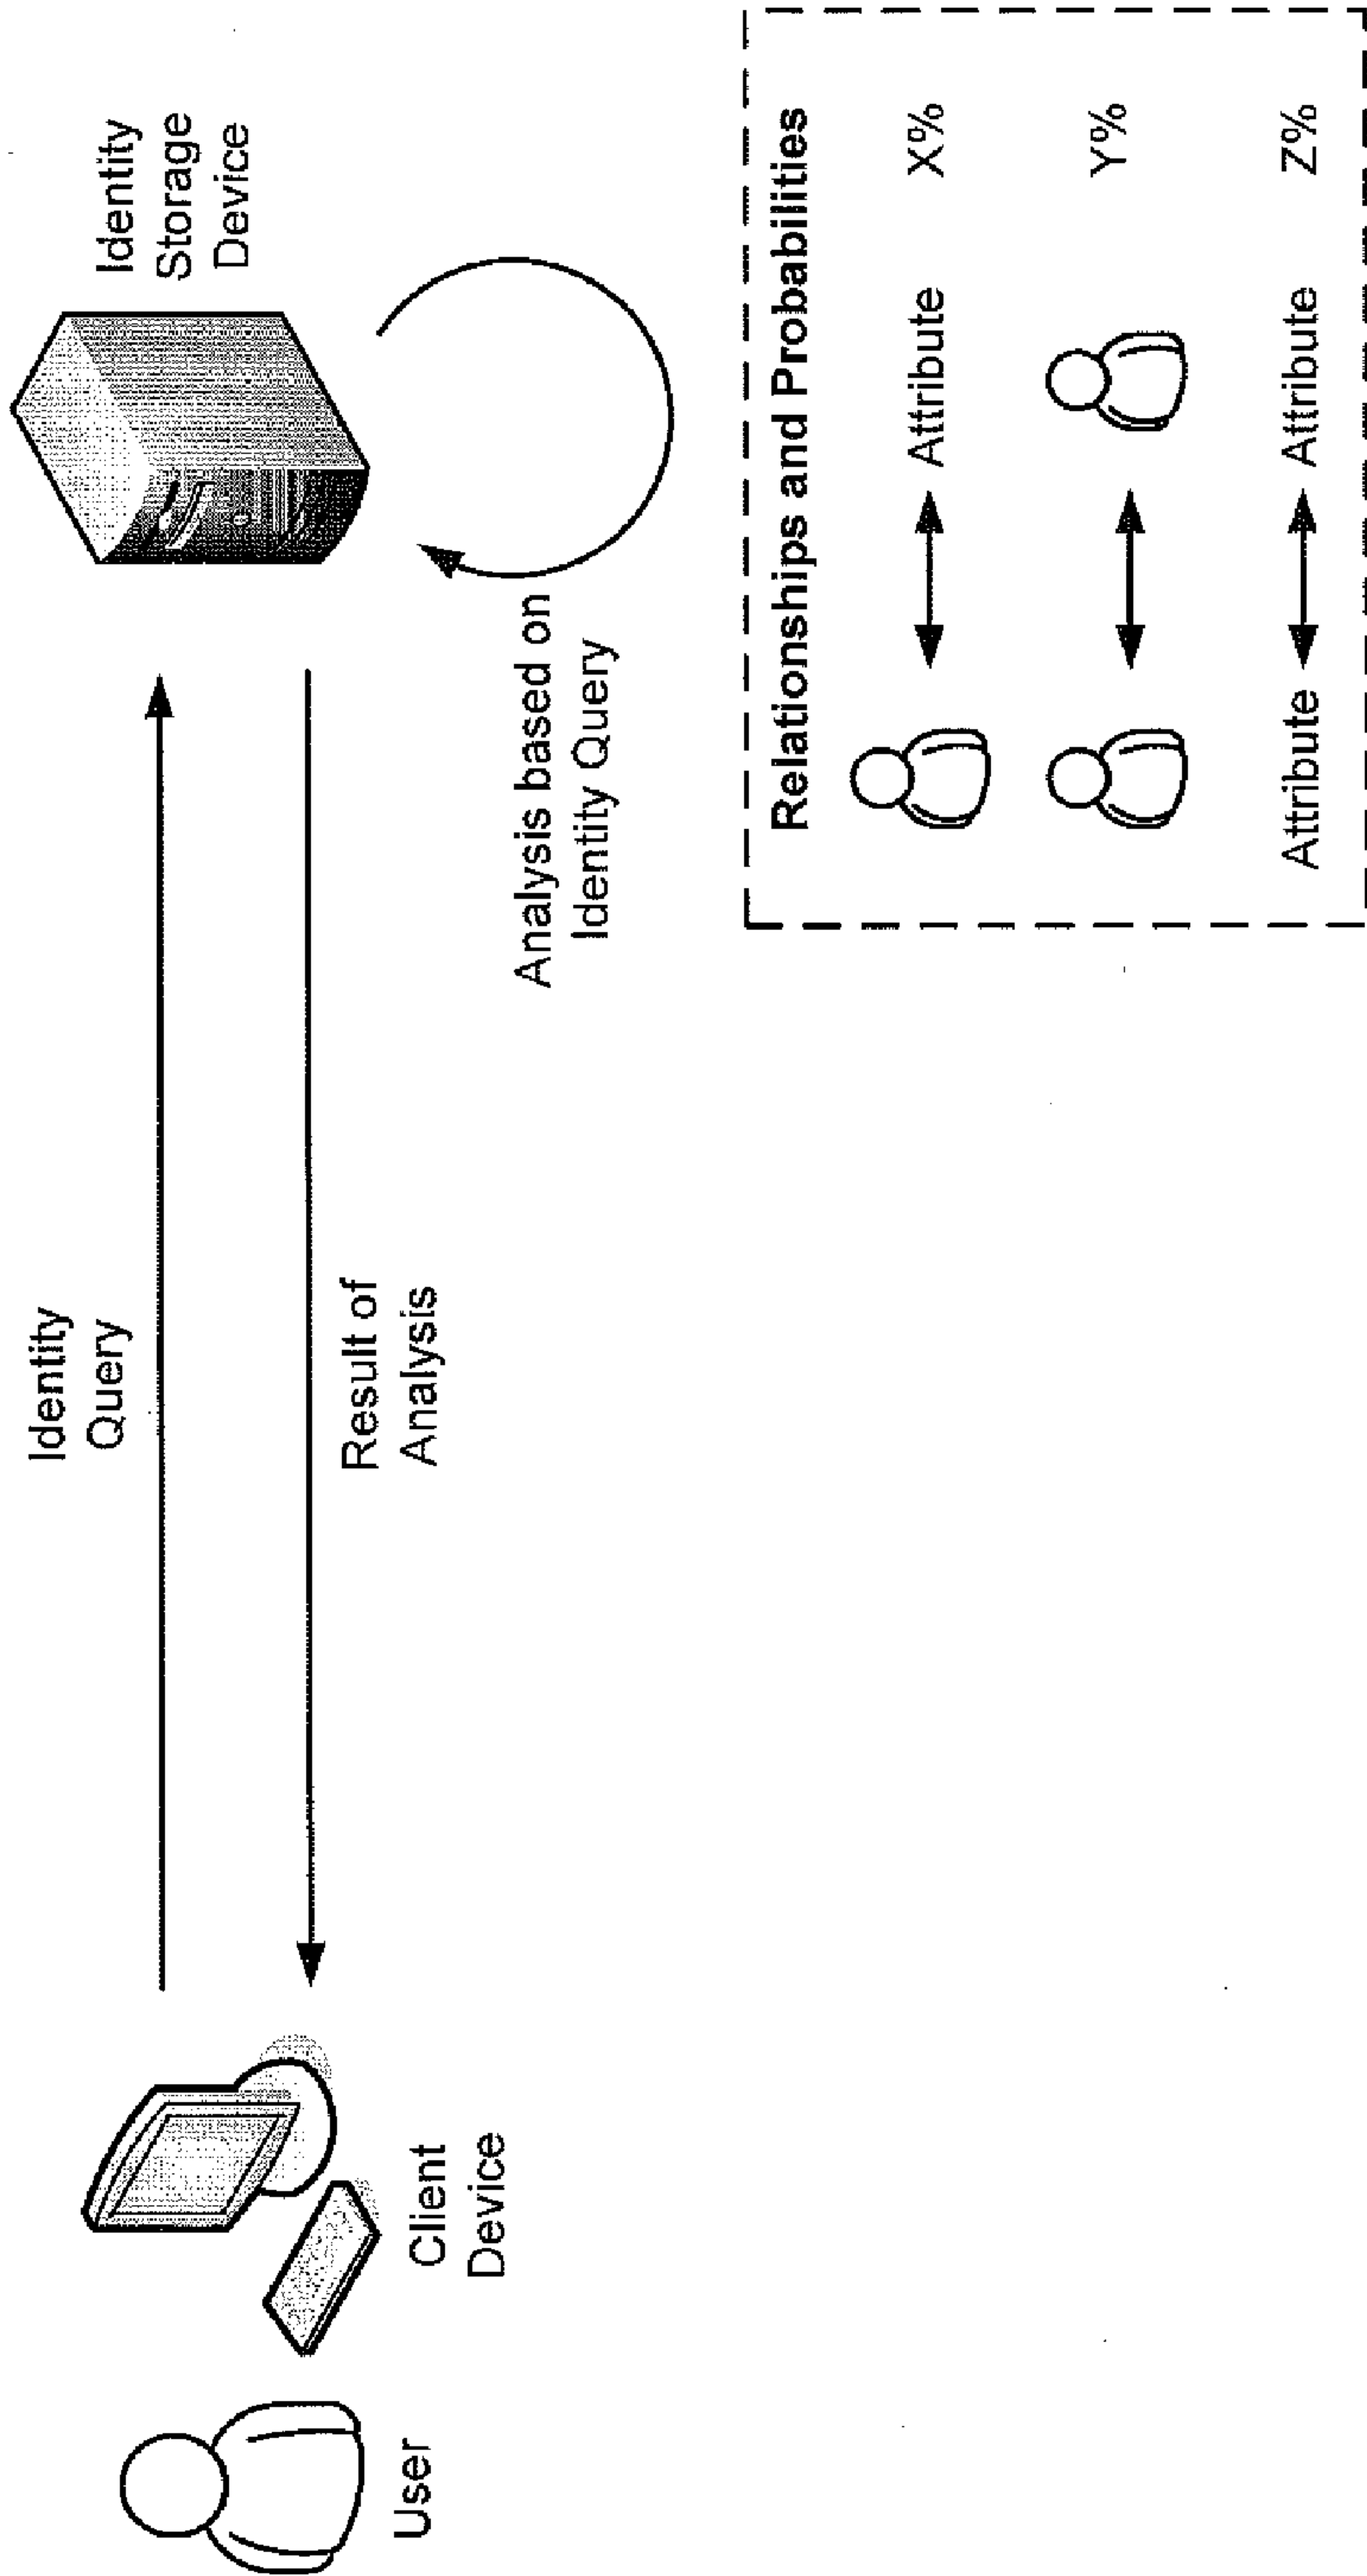 Identity
Query
Identity
Storage
Device
Result of
Analysis
User
Client
Device
Analysis based on
Identity Query
Relationships and Probabilities
Attribute X%
Y%
Attribute Attribute Z%